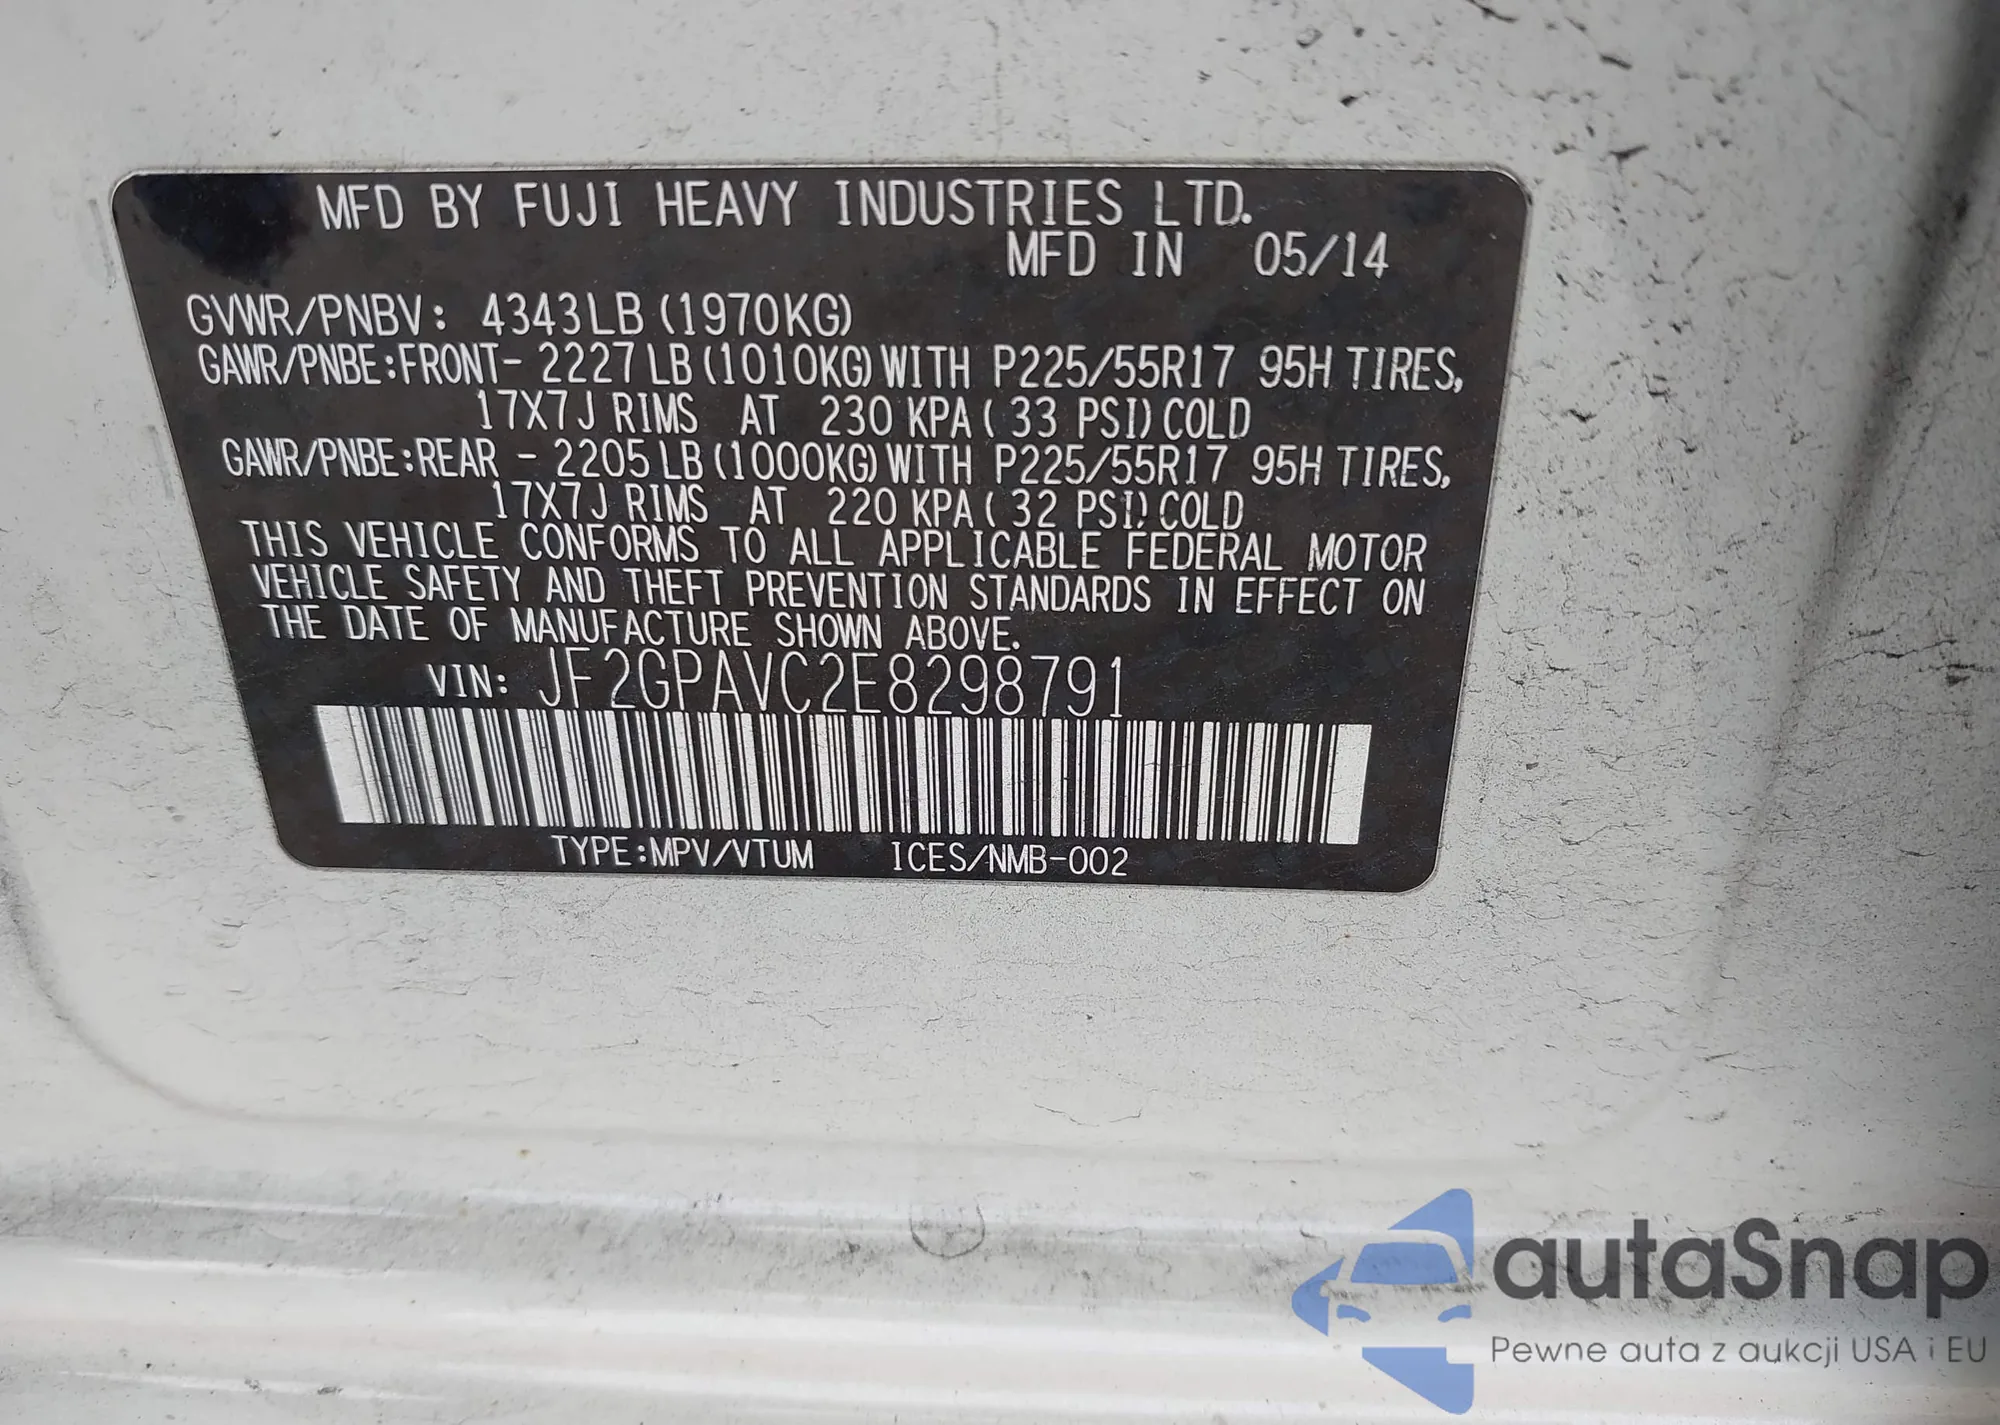 MFD BY FUJI HEAVY INDUSTRIES LTD.
MFD IN 05/14
GVWR/PNBV: 4343LB(1970KG)
GAWR/PNBE:FRONT- 2227LB(1010KG)WITH P225/55R17 95H TIRES,
17X7J RIMS AT 230 KPA( 33 PSI)COLD
GAWR/PNBE:REAR - 2205LB(1000KG)WITH P225/55R17 95H TIRES,
17X7J RIMS AT 220 KPA( 32 PSI)COLD
THIS VEHICLE CONFORMS TO ALL APPLICABLE FEDERAL MOTOR
VEHICLE SAFETY AND THEFT PREVENTION STANDARDS IN EFFECT ON
THE DATE OF MANUFACTURE SHOWN ABOVE.
VIN: JF2GPAVC2E8298791
TYPE:MPV/VTUM ICES/NMB-002
autaSnap
Pewne auta z aukcji USA i EU